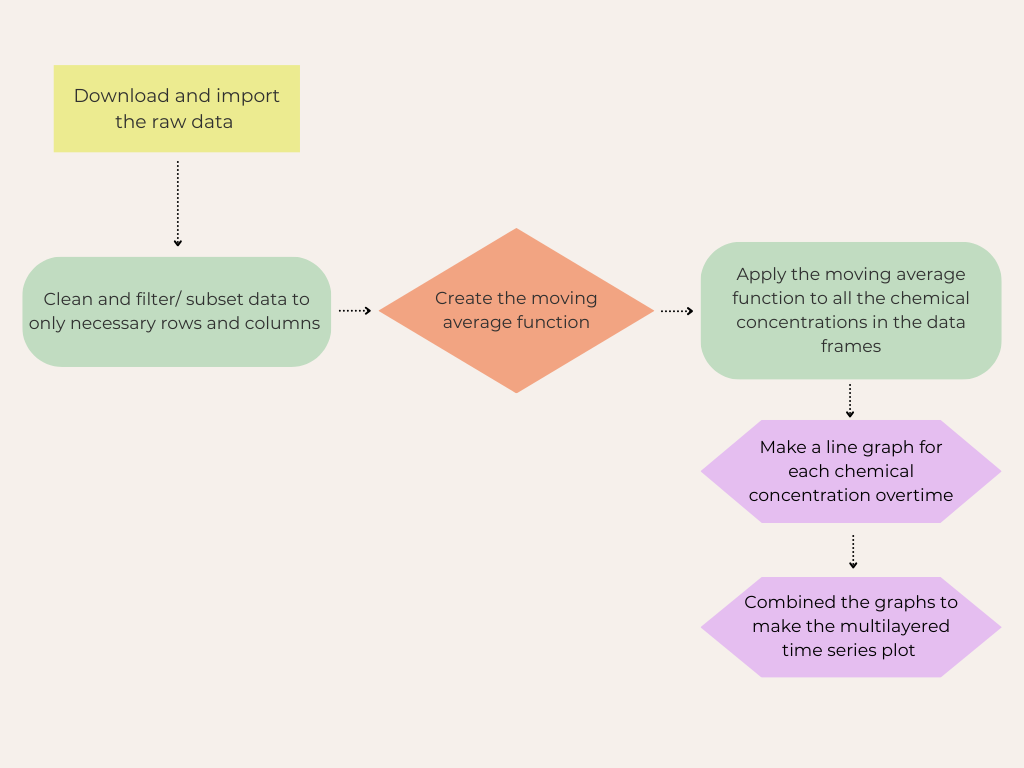 Download and import
the raw data
Clean and filter/ subset data to
only necessary rows and columns
Create the moving
average function
Apply the moving average
function to all the chemical
concentrations in the data
frames
Make a line graph for
each chemical
concentration overtime
Combined the graphs to
make the multilayered
time series plot